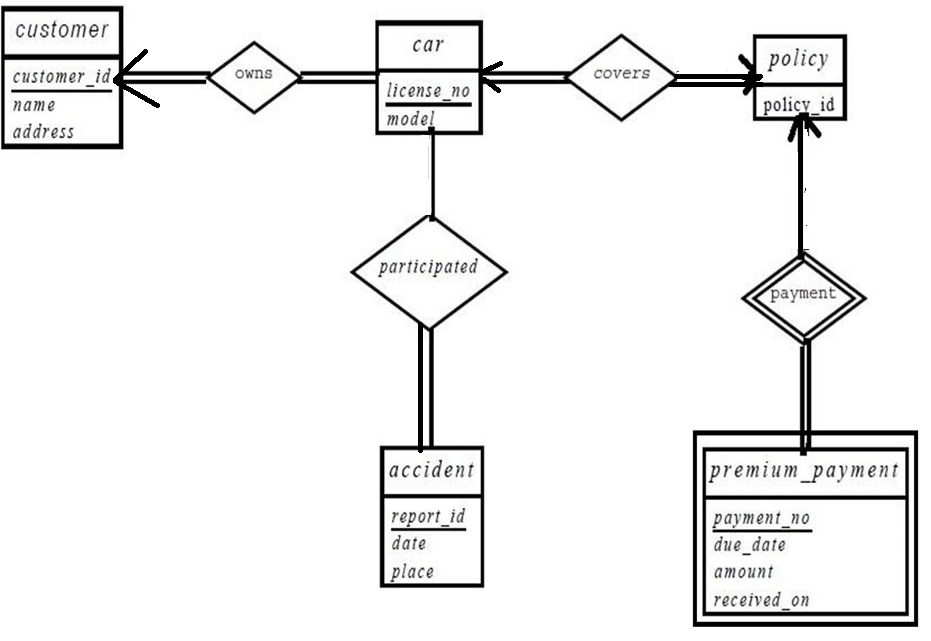 customer
customer_id
name
address
owns
car
license_no
model
covers
policy
policy_id
participated
payment
accident
report_id
date
place
premium_payment
payment_no
due_date
amount
received_on